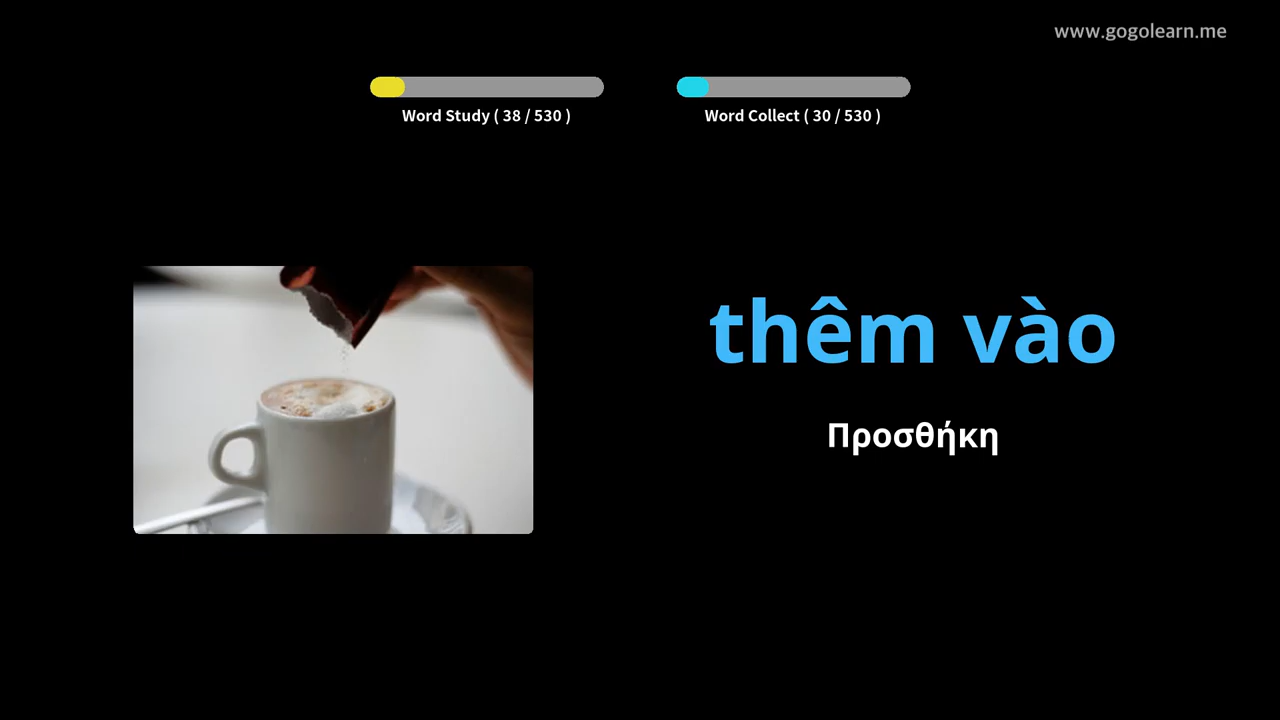 www.gogolearn.me
Word Study ( 38 / 530 )
Word Collect ( 30 / 530 )
thêm vào
Προσθήκη